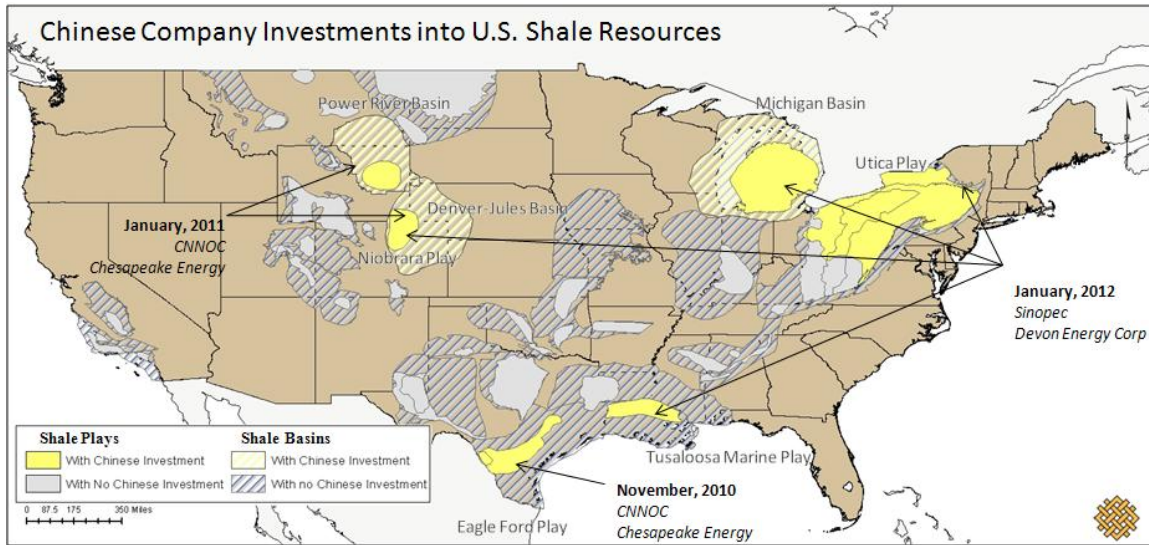 Chinese Company Investments into U.S. Shale Resources
Power River Basin
Michigan Basin
Utica Play
January, 2011
CNNOC
Chesapeake Energy
Denver-Jules Basin
Niobrara Play
January, 2012
Sinopec
Devon Energy Corp
Shale Plays
With Chinese Investment
With No Chinese Investment
Shale Basins
With Chinese Investment
With no Chinese Investment
0 87.5 175 350 Miles
Tusaloosa Marine Play
November, 2010
CNNOC
Chesapeake Energy
Eagle Ford Play